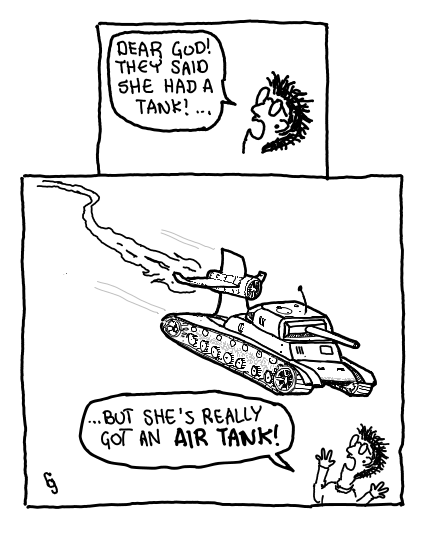 DEAR GOD!
THEY SAID
SHE HAD A
TANK!...
...BUT SHE'S REALLY
GOT AN AIR TANK!